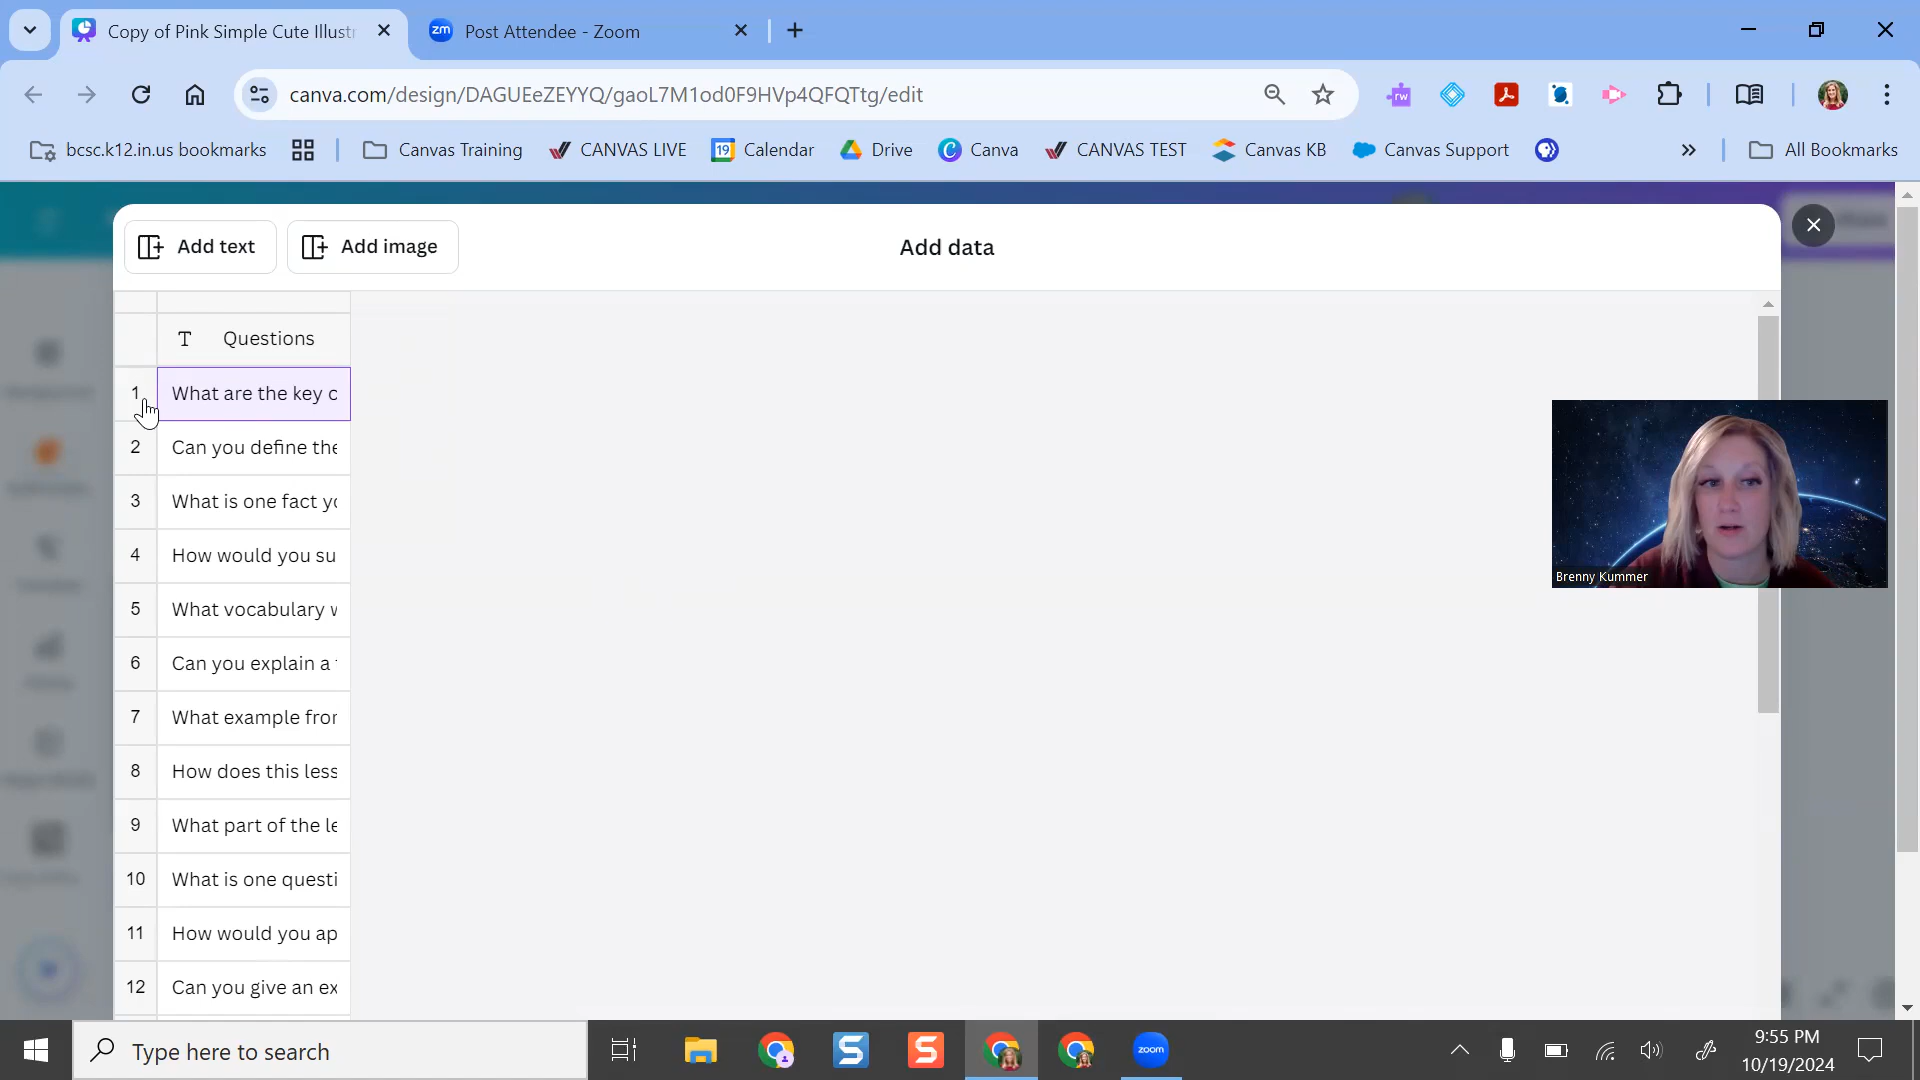 Copy of Pink Simple Cute Illustr
zm Post Attendee - Zoom
canva.com/design/DAGUEeZEYYQ/gaoL7M1od0F9HVp4QFQTtg/edit
rw
bcsc.k12.in.us bookmarks
Canvas Training
CANVAS LIVE
19 Calendar
Drive
C Canva
CANVAS TEST
Canvas KB
Canvas Support
All Bookmarks
Add text
Add image
Add data
T Questions
1 What are the key c
2 Can you define the
3 What is one fact yo
4 How would you su
5 What vocabulary w
6 Can you explain a
7 What example fror
8 How does this less
9 What part of the le
10 What is one questi
11 How would you ap
12 Can you give an ex
Brenny Kummer
Type here to search
S
S
zoom
9:55 PM
10/19/2024